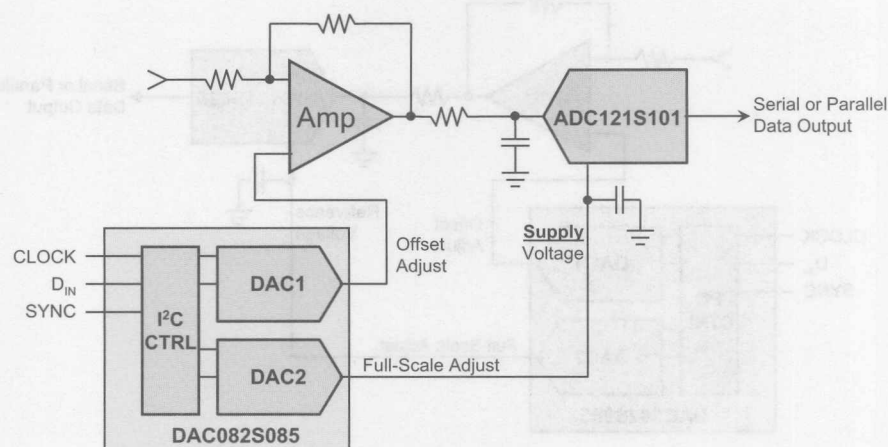 Amp
ADC121S101
Serial or Parallel
Data Output
Supply
Voltage
Offset
Adjust
CLOCK
DIN
SYNC
I²C
CTRL
DAC1
DAC2
Full-Scale Adjust
DAC082S085